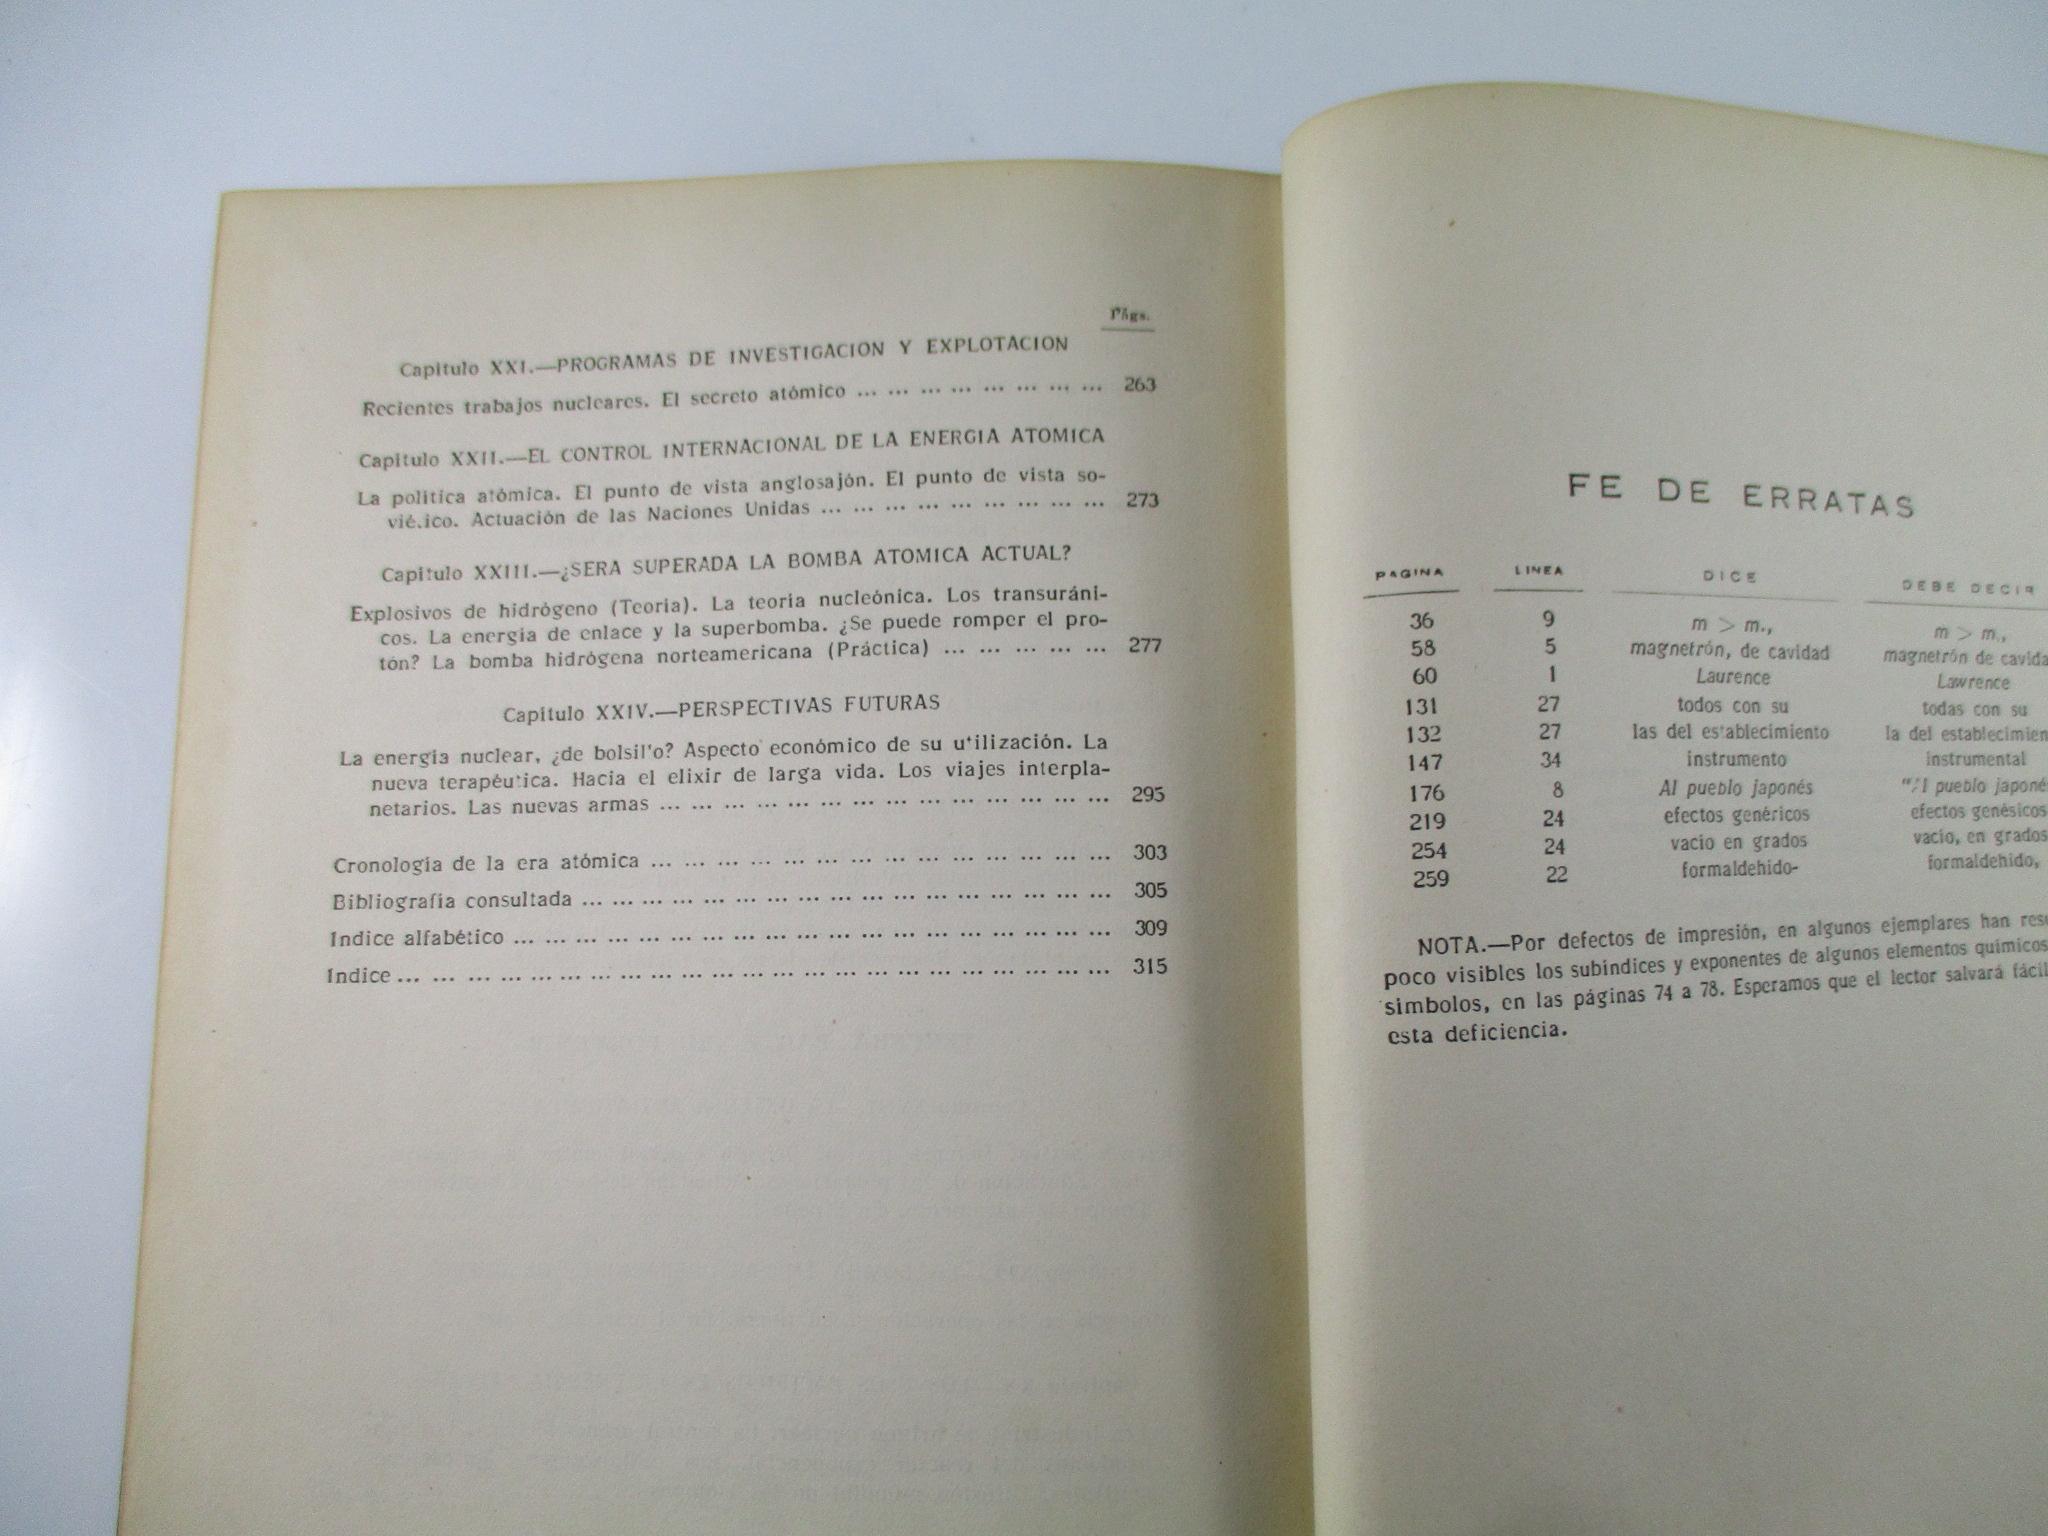 Págs.
Capitulo XXI.—PROGRAMAS DE INVESTIGACION Y EXPLOTACION
Recientes trabajos nucleares. El secreto atómico ... ... ... ... ... ... ... ... 263
Capitulo XXII.—EL CONTROL INTERNACIONAL DE LA ENERGIA ATOMICA
La politica atómica. El punto de vista anglosajón. El punto de vista so-
vié.ico. Actuación de las Naciones Unidas ... ... ... ... ... ... ... ... ... 273
Capitulo XXIII.—¿SERA SUPERADA LA BOMBA ATOMICA ACTUAL?
Explosivos de hidrógeno (Teoría). La teoría nucleónica. Los transuráni-
cos. La energía de enlace y la superbomba. ¿Se puede romper el pro-
tón? La bomba hidrógena norteamericana (Práctica) ... ... ... ... ... 277
Capitulo XXIV.—PERSPECTIVAS FUTURAS
La energía nuclear, ¿de bolsil'o? Aspecto económico de su u'ilización. La
nueva terapéu'ica. Hacia el elixir de larga vida. Los viajes interpla-
netarios. Las nuevas armas ... ... ... ... ... ... ... ... ... ... ... ... ... ... 295
Cronología de la era atómica ... ... ... ... ... ... ... ... ... ... ... ... ... ... 303
Bibliografía consultada ... ... ... ... ... ... ... ... ... ... ... ... ... ... ... ... 305
Indice alfabético ... ... ... ... ... ... ... ... ... ... ... ... ... ... ... ... ... ... 309
Indice ... ... ... ... ... ... ... ... ... ... ... ... ... ... ... ... ... ... ... ... ... ... 315
FE DE ERRATAS
PAGINA LINEA DICE DEBE DECIR
36 9 m > m., m > m.,
58 5 magnetrón, de cavidad magnetrón de cavida
60 1 Laurence Lawrence
131 27 todos con su todas con su
132 27 las del es'ablecimiento la del establecimien
147 34 instrumento instrumental
176 8 Al pueblo japonés pueblo japoné
219 24 efectos genéricos efectos genésicos
254 24 vacio en grados vacio, en grados
259 22 formaldehido- formaldehido,
NOTA.—Por defectos de impresión, en algunos ejemplares han res
poco visibles los subíndices y exponentes de algunos elementos químicos
símbolos, en las páginas 74 a 78. Esperamos que el lector salvará fácil
esta deficiencia.